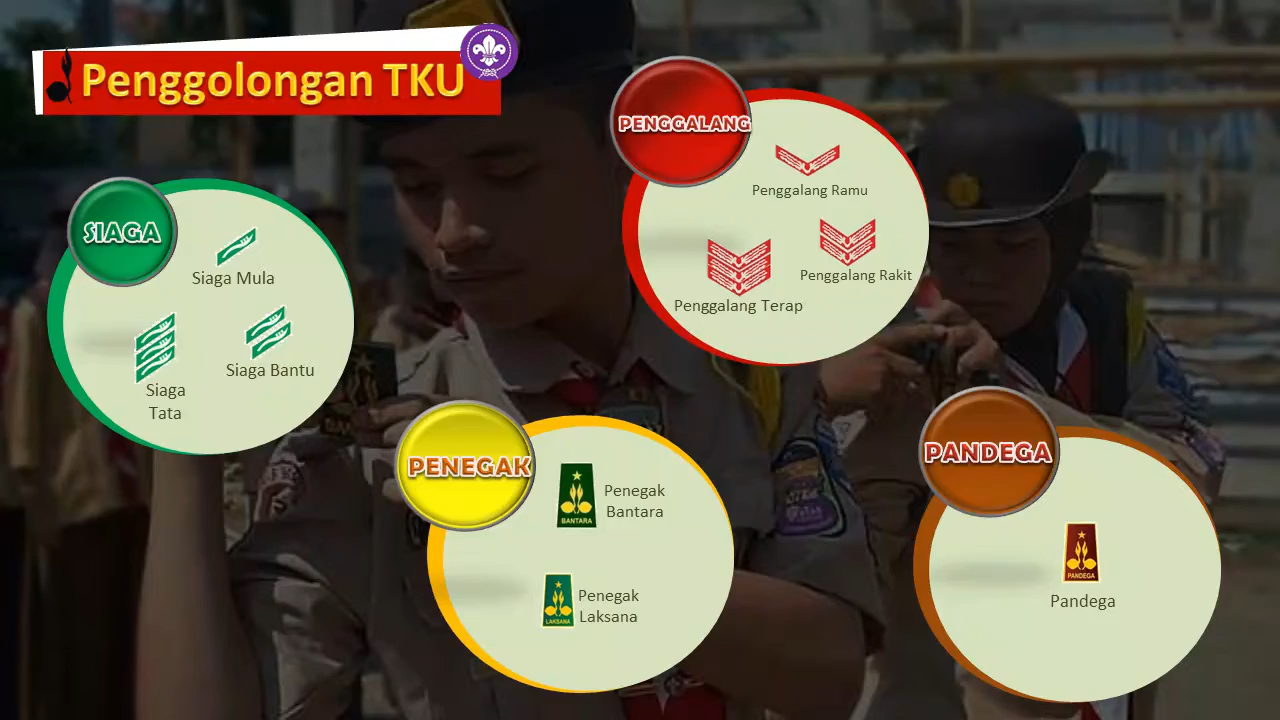 Penggolongan TKU
SIAGA
Siaga Mula
Siaga Bantu
Siaga
Tata
PENGGALANG
Penggalang Ramu
Penggalang Rakit
Penggalang Terap
PENEGAK
BANTARA
Penegak
Bantara
LAKSANA
Penegak
Laksana
PANDEGA
PANDEGA
Pandega